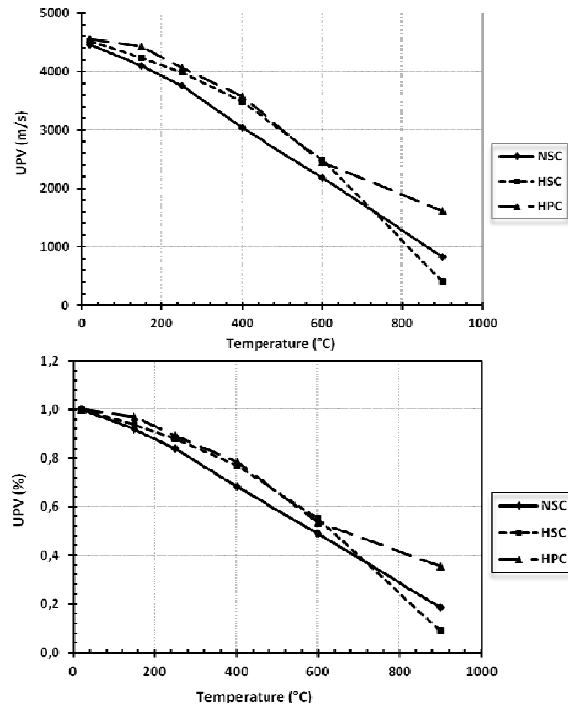 5000
4000
3000
2000
1000
0
UPV (m/s)
0 200 400 600 800 1000
Temperature (°C)
NSC
HSC
HPC
1,2
1,0
0,8
0,6
0,4
0,2
0,0
UPV (%)
0 200 400 600 800 1000
Temperature (°C)
NSC
HSC
HPC